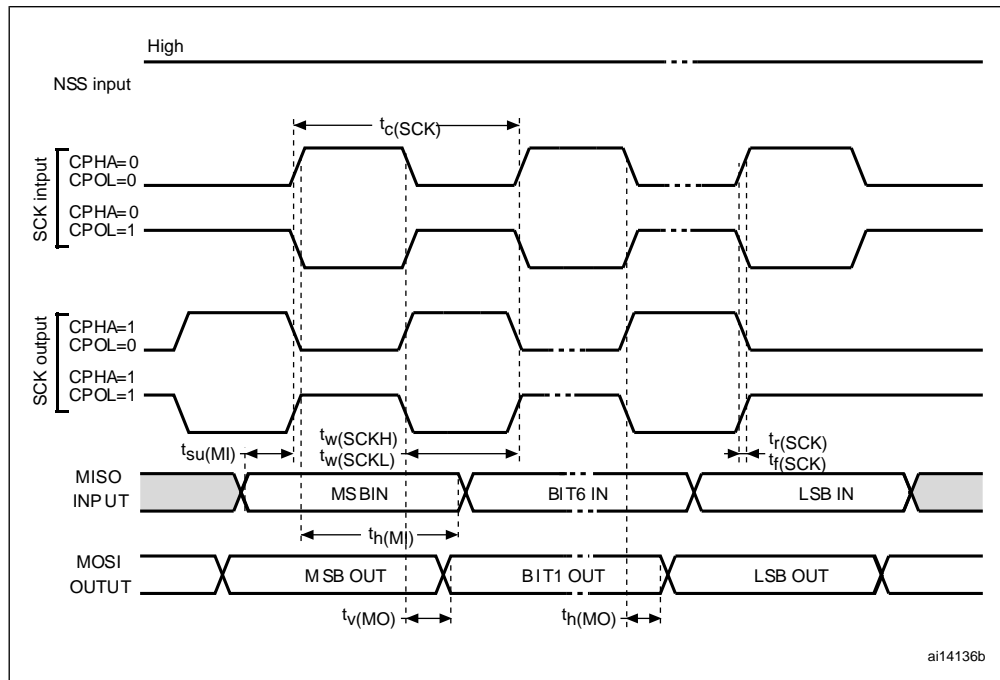 High
NSS input
tc(SCK)
SCK intput
CPHA=0
CPOL=0
CPHA=0
CPOL=1
SCK output
CPHA=1
CPOL=0
CPHA=1
CPOL=1
tsu(MI)
tw(SCKH)
tw(SCKL)
tr(SCK)
tf(SCK)
MISO
INPUT
MSBIN
BIT6 IN
LSB IN
th(MI)
MOSI
OUTUT
MSB OUT
BIT1 OUT
LSB OUT
tv(MO)
th(MO)
ai14136b